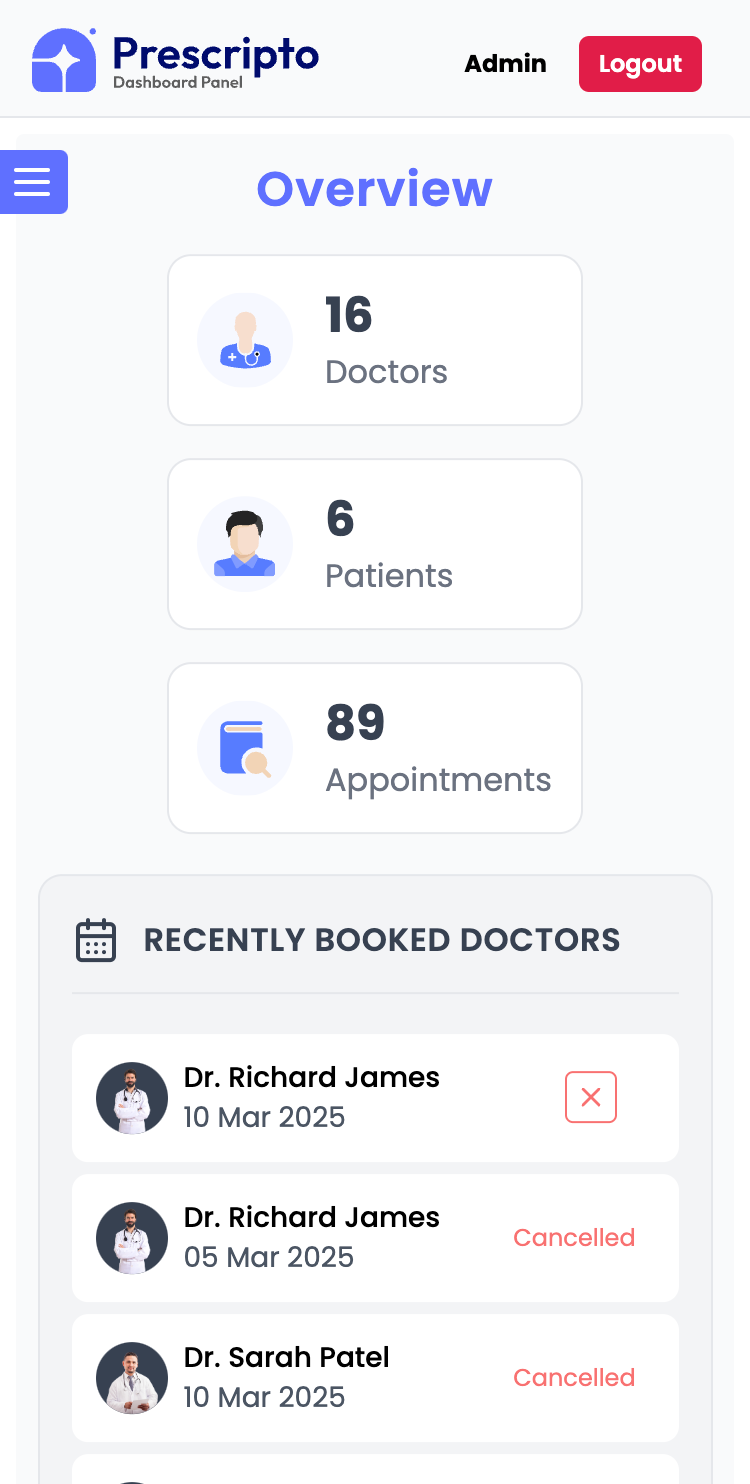 Prescripto
Dashboard Panel
Admin
Logout
Overview
16
Doctors
6
Patients
89
Appointments
RECENTLY BOOKED DOCTORS
Dr. Richard James
10 Mar 2025
Dr. Richard James
05 Mar 2025
Cancelled
Dr. Sarah Patel
10 Mar 2025
Cancelled